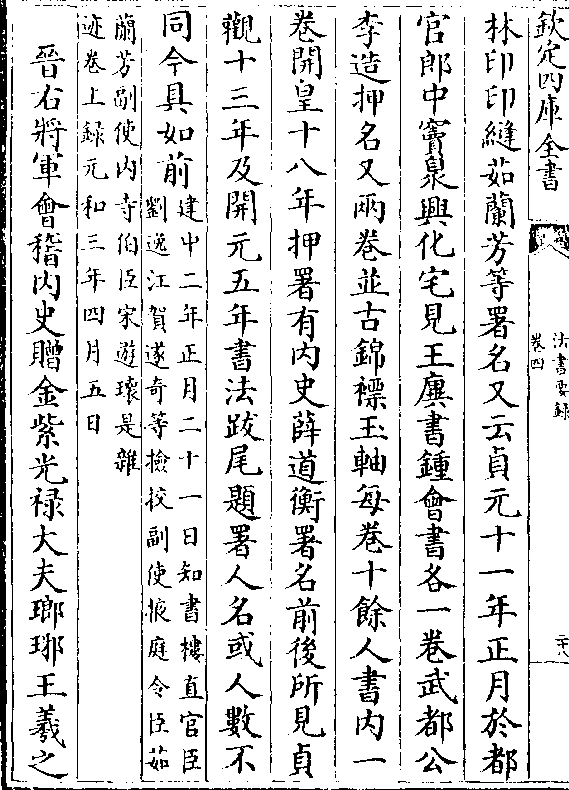 欽定四庫全書
法書要錄
卷四
二十八
林印印縫茹蘭芳等署名又云貞元十一年正月於都
官郎中竇臮興化宅見王廙書鍾會書各一卷武都公
李造押名又兩卷並古錦褾玉軸每卷十餘人書內一
卷開皇十八年押署有內史薛道衡署名前後所見貞
觀十三年及開元五年書法跋尾題署人名或人數不
同今具如前
建中二年正月二十一日知書樓直官臣
劉逸江賀遂奇等撿挍副使掖庭令臣茹
蘭芳副使內寺伯臣宋遊瓌是雜
迹卷上錄元和三年四月五日
晉右將軍會稽內史贈金紫光祿大夫瑯琊王羲之